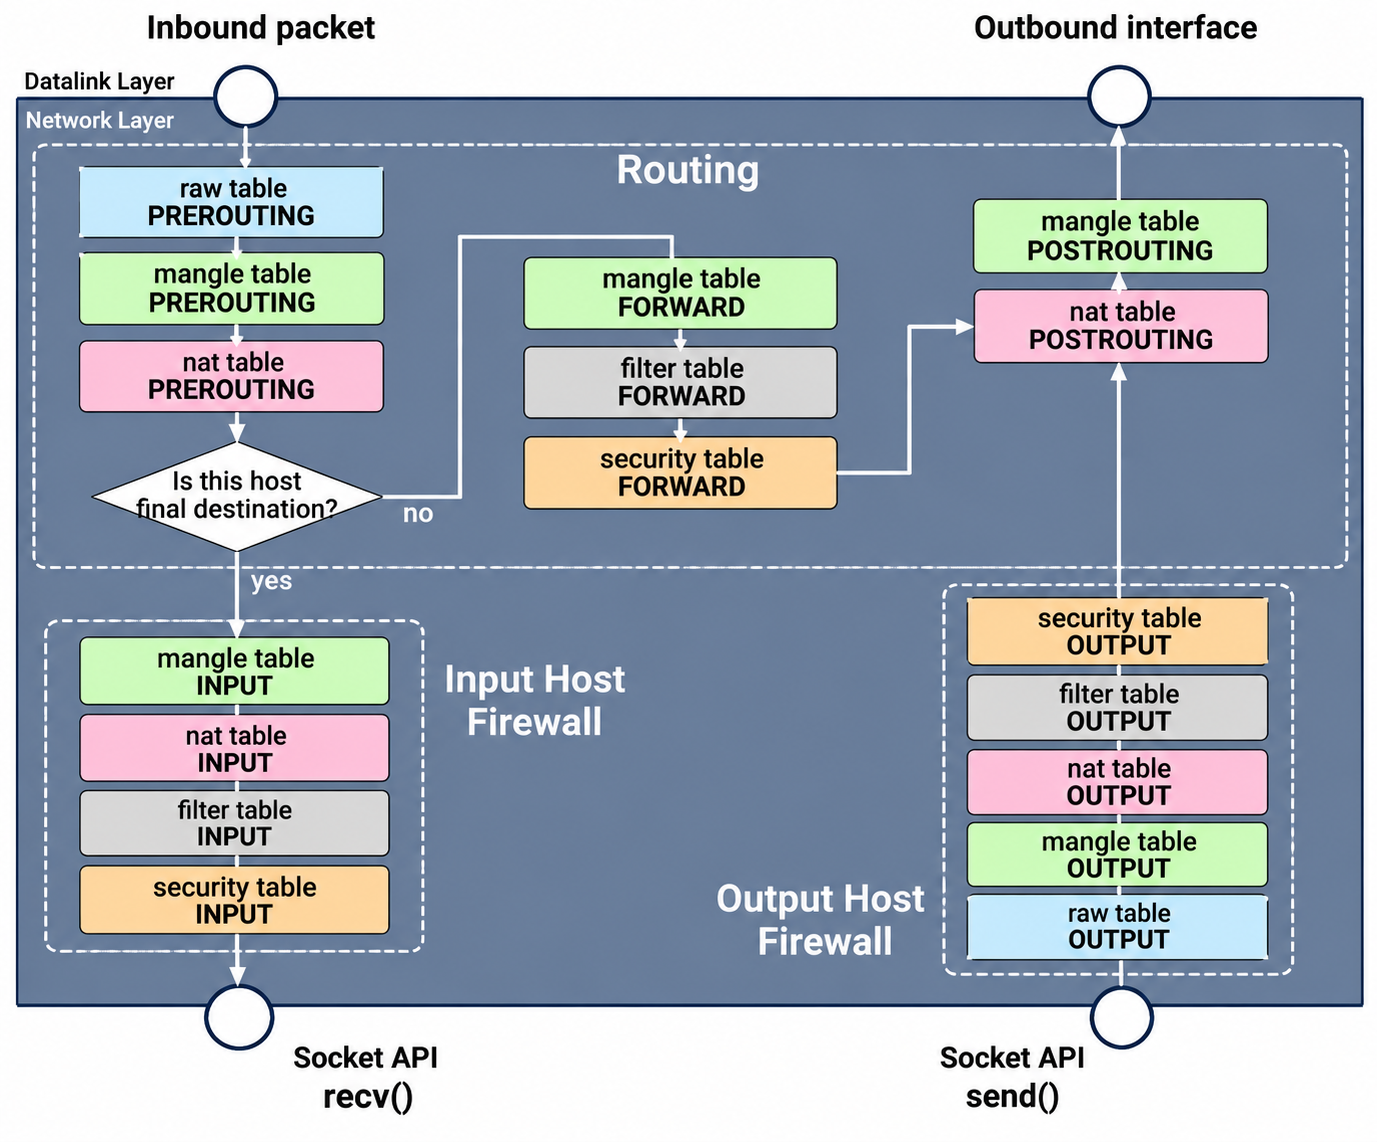 Inbound packet
Outbound interface
Datalink Layer
Network Layer
Routing
raw table
PREROUTING
mangle table
PREROUTING
nat table
PREROUTING
Is this host
final destination?
no
yes
mangle table
FORWARD
filter table
FORWARD
security table
FORWARD
mangle table
POSTROUTING
nat table
POSTROUTING
mangle table
INPUT
nat table
INPUT
filter table
INPUT
security table
INPUT
Input Host
Firewall
security table
OUTPUT
filter table
OUTPUT
nat table
OUTPUT
mangle table
OUTPUT
raw table
OUTPUT
Output Host
Firewall
Socket API
recv()
Socket API
send()